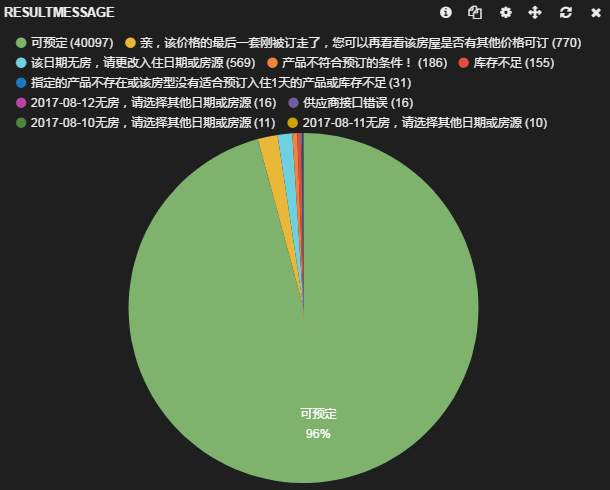 RESULTMESSAGE
可预定 (40097) 亲，该价格的最后一套刚被订走了，您可以再看看该房屋是否有其他价格可订 (770)
该日期无房，请更改入住日期或房源 (569) 产品不符合预订的条件！ (186) 库存不足 (155)
指定的产品不存在或该房型没有适合预订入住1天的产品或库存不足 (31)
2017-08-12无房，请选择其他日期或房源 (16) 供应商接口错误 (16)
2017-08-10无房，请选择其他日期或房源 (11) 2017-08-11无房，请选择其他日期或房源 (10)
可预定
96%